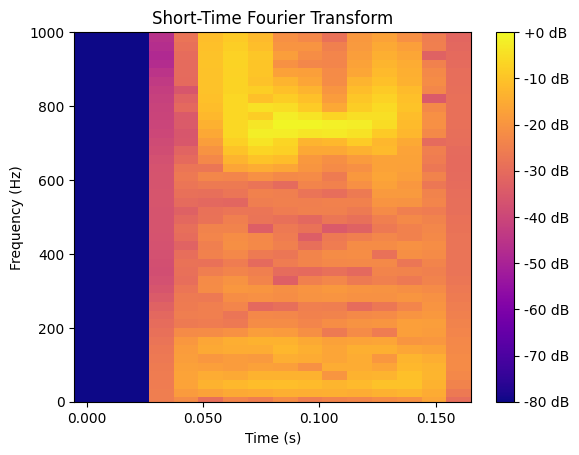 Short-Time Fourier Transform
1000
800
600
400
200
0
Frequency (Hz)
0.000
0.050
0.100
0.150
Time (s)
+0 dB
-10 dB
-20 dB
-30 dB
-40 dB
-50 dB
-60 dB
-70 dB
-80 dB